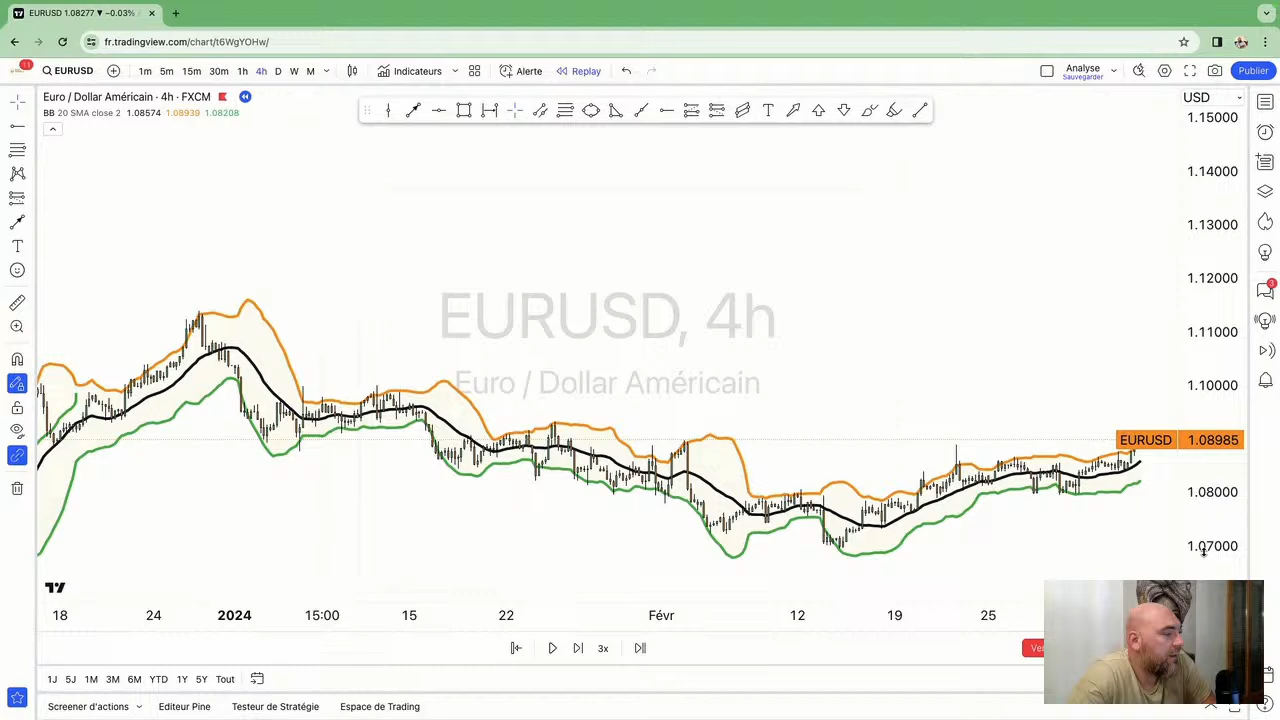 EURUSD 1.08277 ▼ −0.03%
fr.tradingview.com/chart/t6WgYOHw/
11
EURUSD 1m 5m 15m 30m 1h 4h D W M Indicateurs Alerte Replay Analyse Publier
Sauvegarder
Euro / Dollar Américain · 4h · FXCM
BB 20 SMA close 2 1.08574 1.08939 1.08208
USD
1.15000
1.14000
1.13000
1.12000
1.11000
1.10000
EURUSD 1.08985
1.08000
1.07000
EURUSD, 4h
Euro / Dollar Américain
3
18 24 2024 15:00 15 22 Févr 12 19 25
3x
1J 5J 1M 3M 6M YTD 1Y 5Y Tout
Screener d'actions Editeur Pine Testeur de Stratégie Espace de Trading